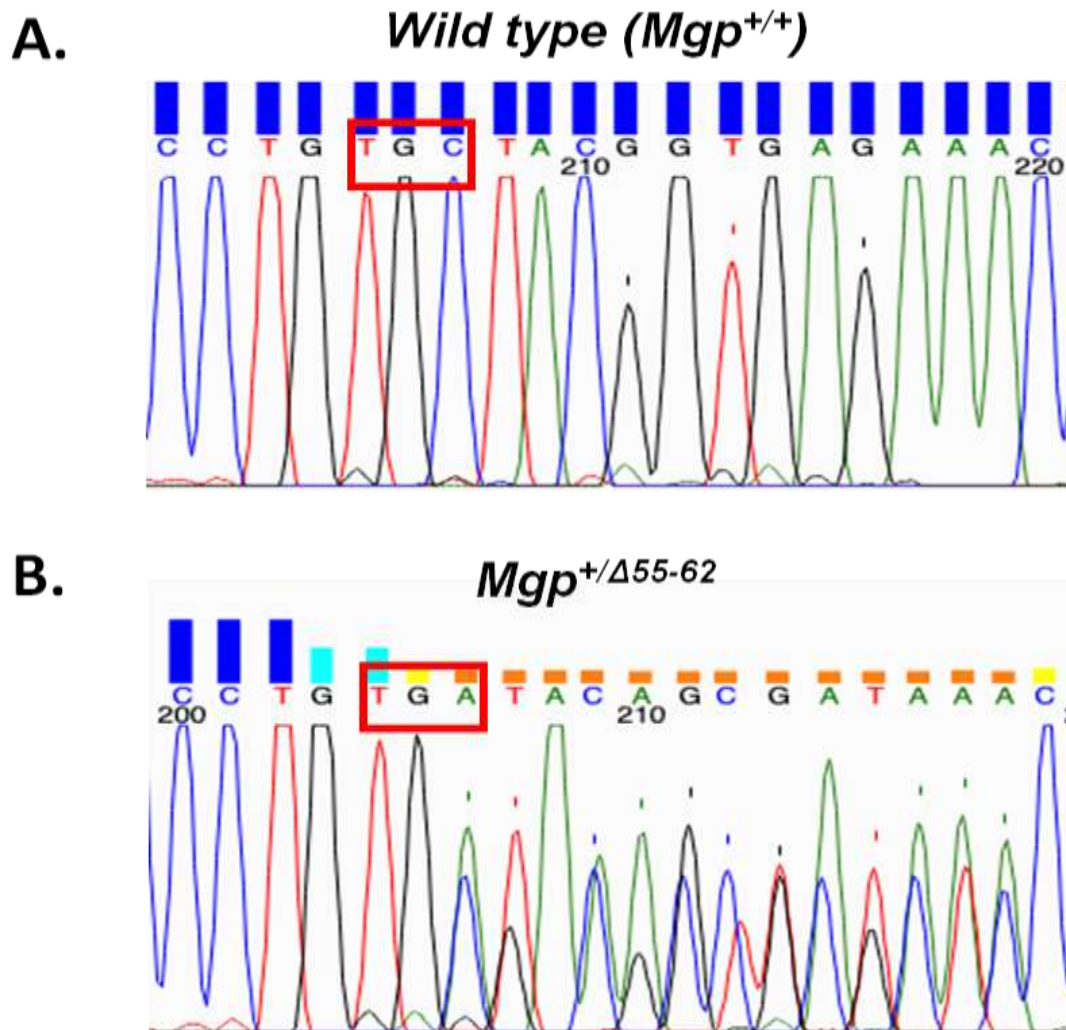 A.
Wild type (Mgp+/+)
C C T G T G C T A C G G T G A G A A A C
210
220
B.
Mgp+/Δ55-62
C C T G T G A T A C A G C G A T A A A C
200
210